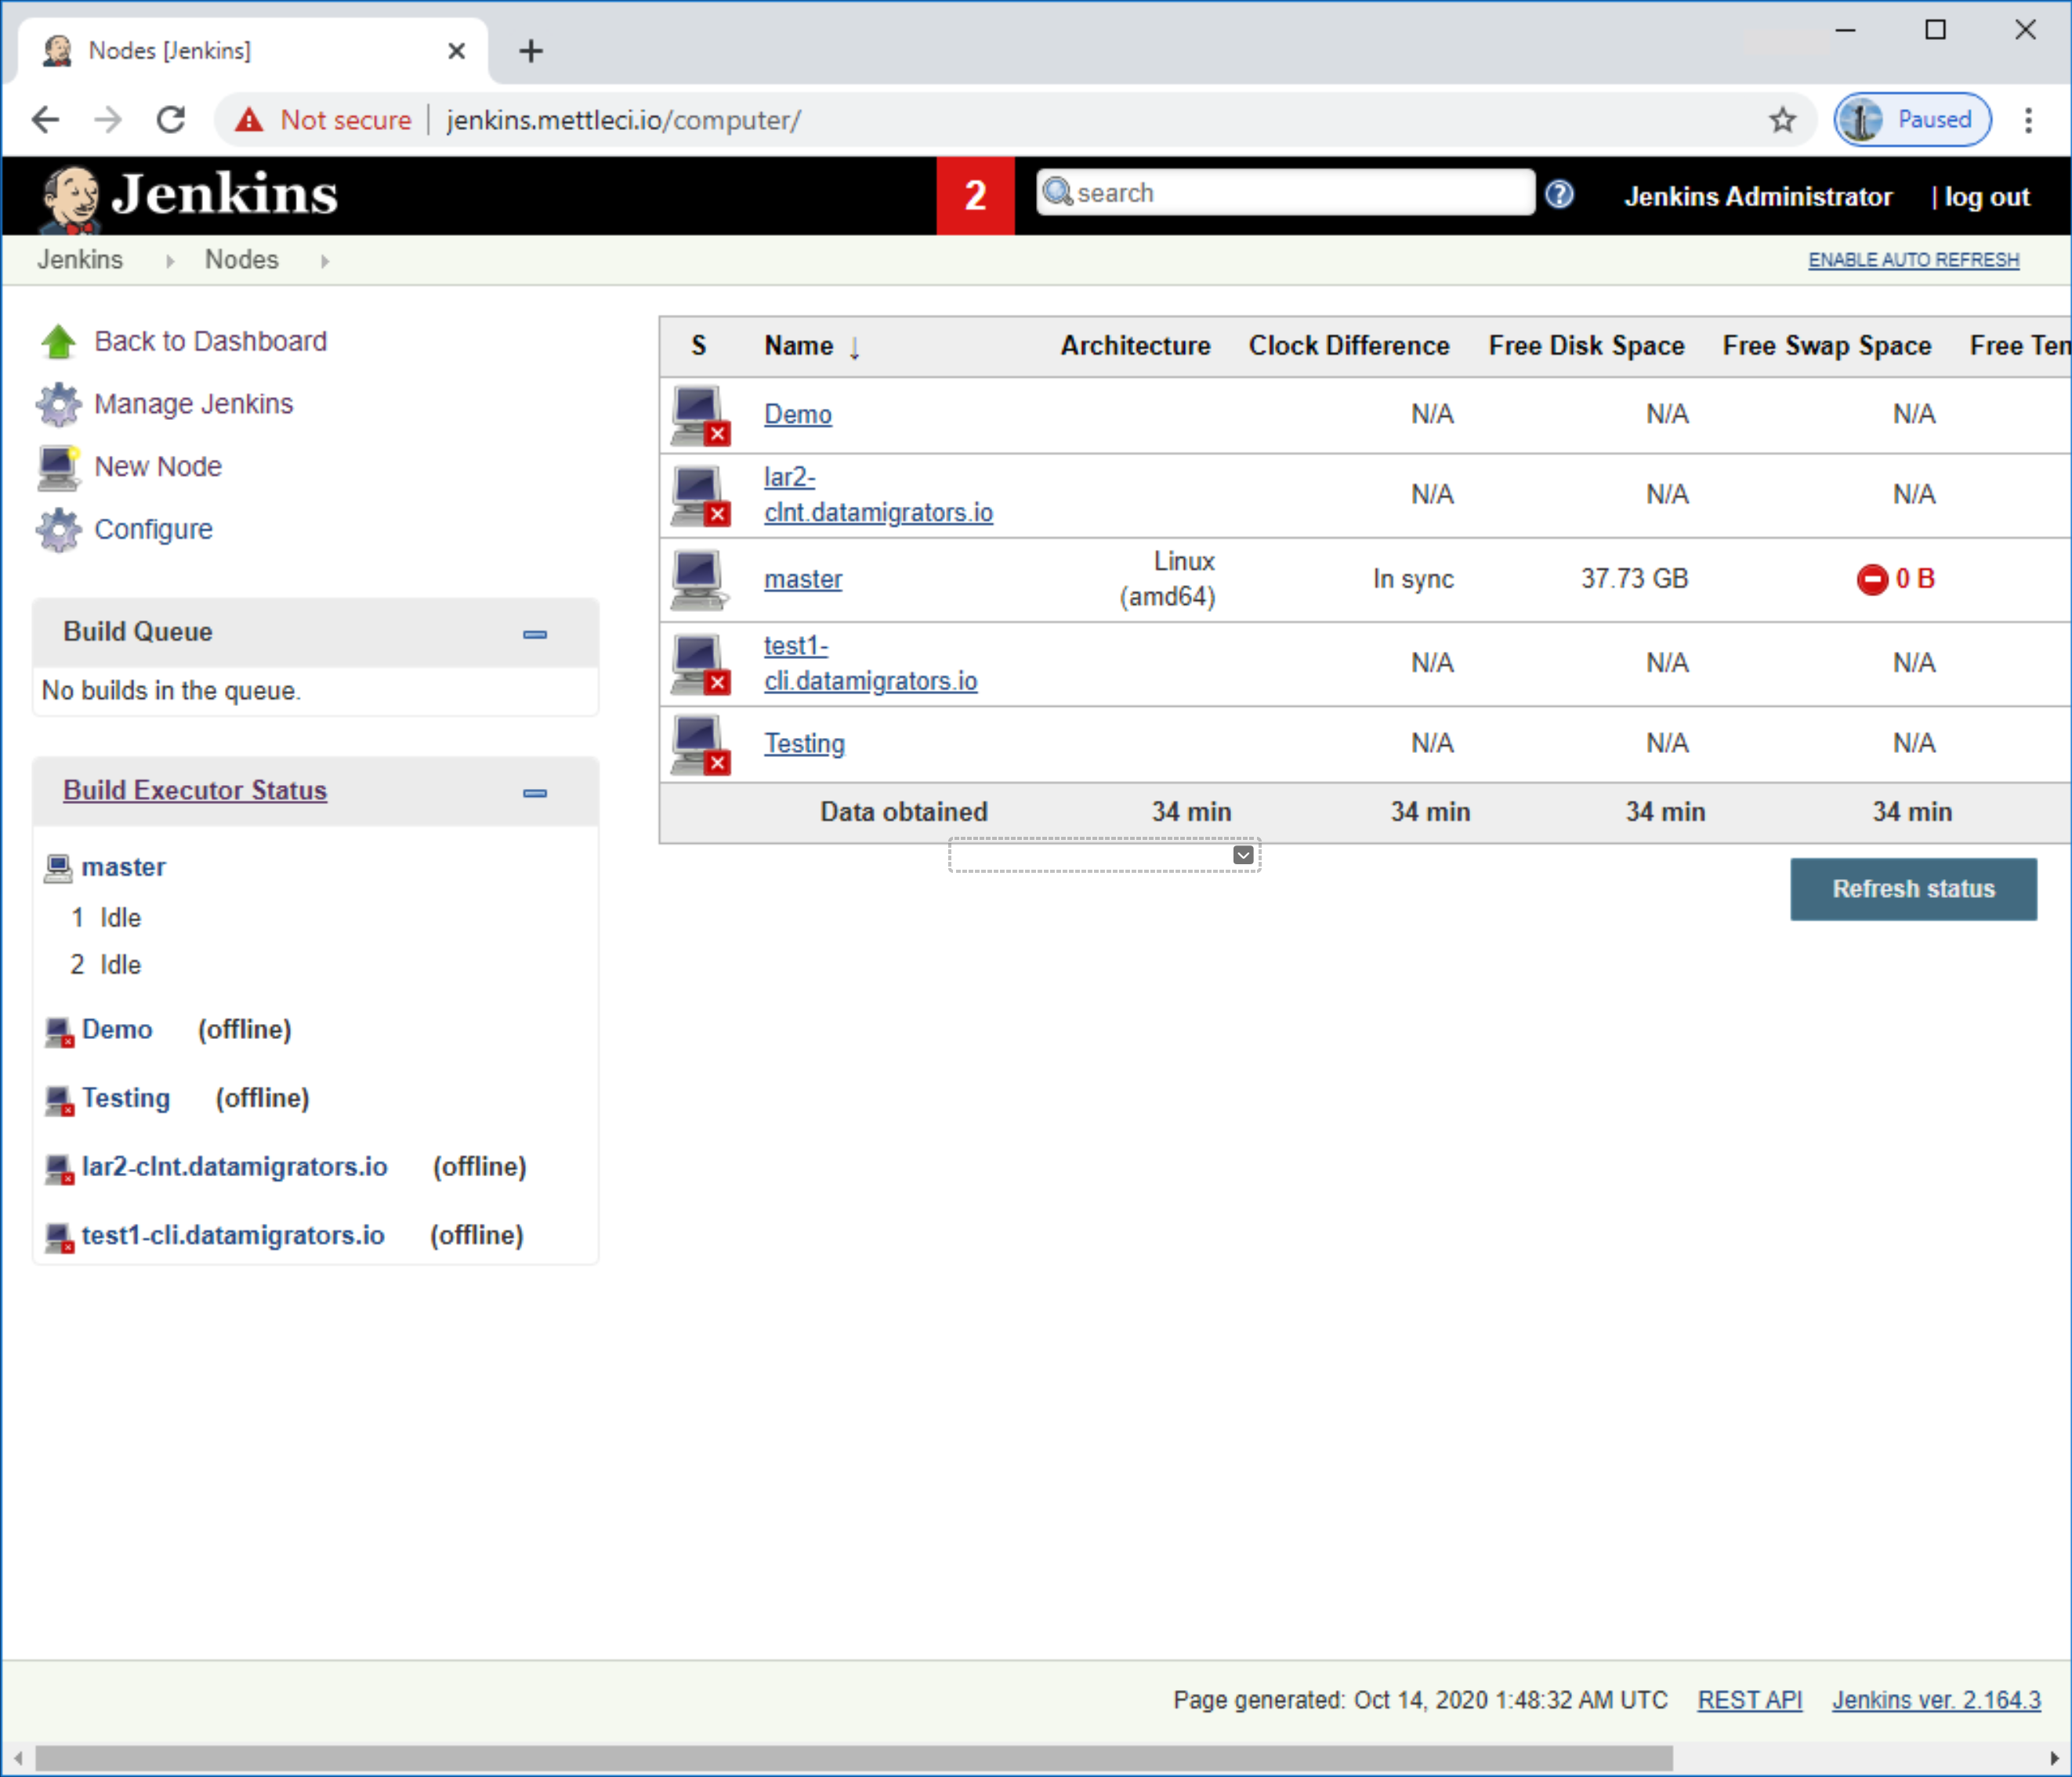 Nodes [Jenkins]
Not secure
jenkins.mettleci.io/computer/
Paused
Jenkins
2
search
Jenkins Administrator
| log out
Jenkins
Nodes
ENABLE AUTO REFRESH
Back to Dashboard
Manage Jenkins
New Node
Configure
Build Queue
No builds in the queue.
Build Executor Status
master
1 Idle
2 Idle
Demo (offline)
Testing (offline)
lar2-clnt.datamigrators.io (offline)
test1-cli.datamigrators.io (offline)
S Name ↓ Architecture Clock Difference Free Disk Space Free Swap Space Free Tem
Demo N/A N/A N/A
lar2-
clnt.datamigrators.io N/A N/A N/A
master Linux
(amd64) In sync 37.73 GB 0 B
test1-
cli.datamigrators.io N/A N/A N/A
Testing N/A N/A N/A
Data obtained 34 min 34 min 34 min 34 min
Refresh status
Page generated: Oct 14, 2020 1:48:32 AM UTC REST API Jenkins ver. 2.164.3